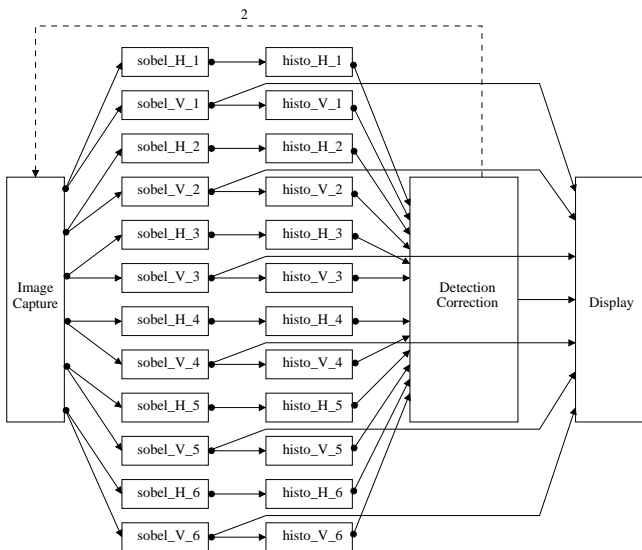 2
sobel_H_1
histo_H_1
sobel_V_1
histo_V_1
sobel_H_2
histo_H_2
sobel_V_2
histo_V_2
sobel_H_3
histo_H_3
sobel_V_3
histo_V_3
Image
Capture
Detection
Correction
Display
sobel_H_4
histo_H_4
sobel_V_4
histo_V_4
sobel_H_5
histo_H_5
sobel_V_5
histo_V_5
sobel_H_6
histo_H_6
sobel_V_6
histo_V_6